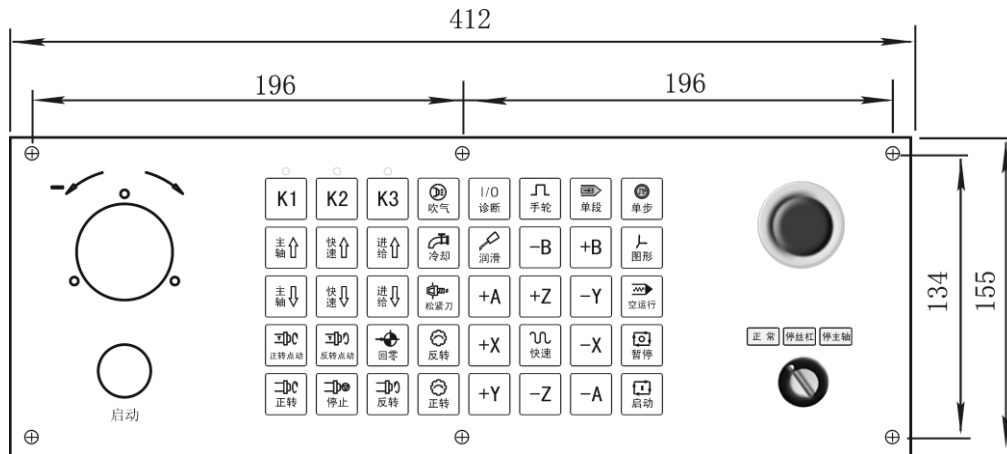 412
196 196
K1 K2 K3 吹气 I/O 诊断 手轮 单段 单步
主轴 快速 进给 冷却 润滑 -B +B 图形
主轴 快速 进给 松紧刀 +A +Z -Y 空运行
正转点动 反转点动 回零 反转 +X 快速 -X 暂停
正转 停止 反转 正转 +Y -Z -A 启动
启动
正常 停丝杠 停主轴
134
155